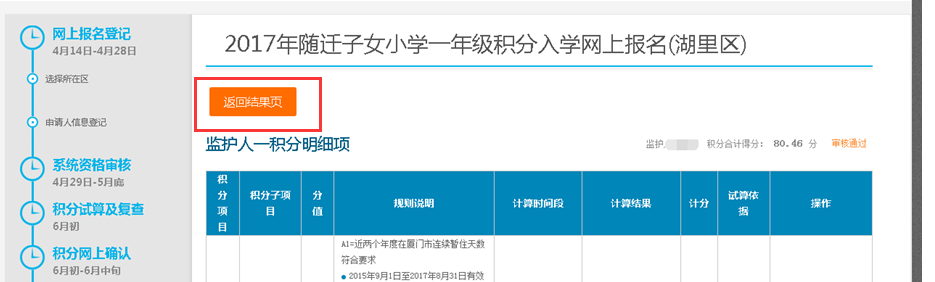 网上报名登记
4月14日-4月28日
选择所在区
申请人信息登记
系统资格审核
4月29日-5月底
积分试算及复查
6月初
积分网上确认
6月初-6月中旬
2017年随迁子女小学一年级积分入学网上报名(湖里区)
返回结果页
监护人一积分明细项
监护 积分合计得分： 80.46 分 审核通过
积分项目 积分子项目 分值 规则说明 计算时间段 计算结果 计分 试算依据 操作
A1=近两个年度在厦门市连续暂住天数
符合要求
● 2015年9月1日至2017年8月31日有效